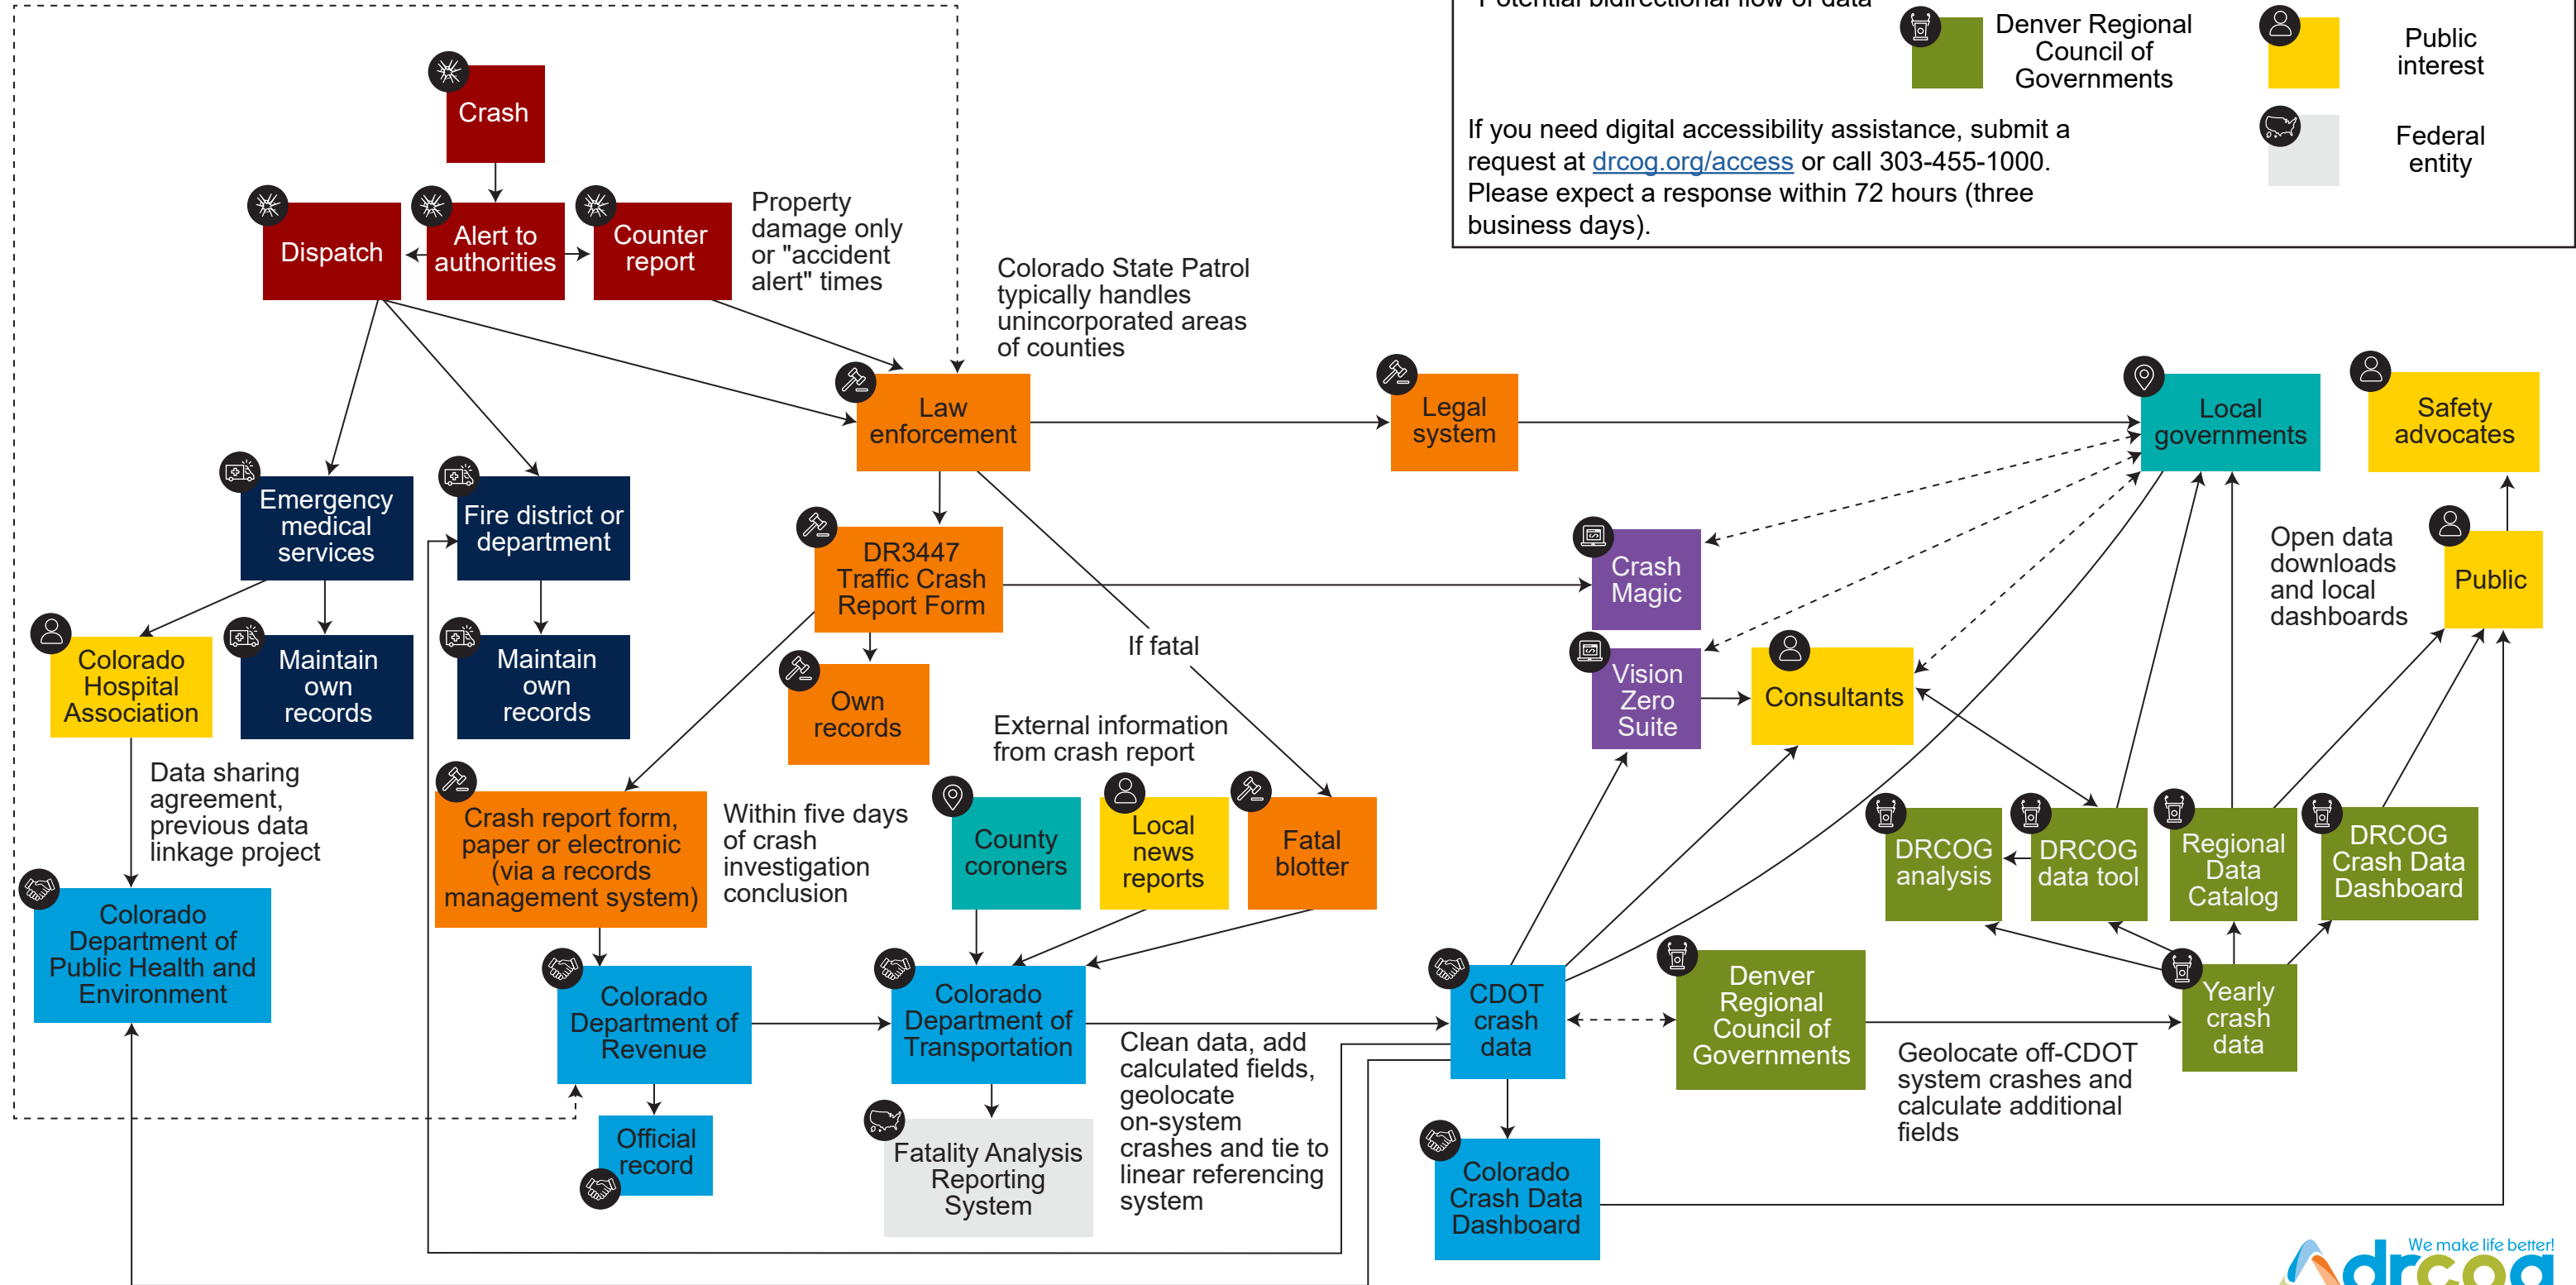 Potential bidirectional flow of data
Denver Regional
Council of
Governments
Public
interest
If you need digital accessibility assistance, submit a
request at drcog.org/access or call 303-455-1000.
Please expect a response within 72 hours (three
business days).
Federal
entity
Crash
Dispatch
Alert to
authorities
Counter
report
Property
damage only
or "accident
alert" times
Colorado State Patrol
typically handles
unincorporated areas
of counties
Law
enforcement
Legal
system
Local
governments
Safety
advocates
Emergency
medical
services
Fire district or
department
DR3447
Traffic Crash
Report Form
Crash
Magic
Open data
downloads
and local
dashboards
Public
If fatal
Colorado
Hospital
Association
Maintain
own
records
Maintain
own
records
Own
records
Vision
Zero
Suite
Consultants
External information
from crash report
Data sharing
agreement,
previous data
linkage project
Crash report form,
paper or electronic
(via a records
management system)
Within five days
of crash
investigation
conclusion
County
coroners
Local
news
reports
Fatal
blotter
DRCOG
analysis
DRCOG
data tool
Regional
Data
Catalog
DRCOG
Crash Data
Dashboard
Colorado
Department of
Public Health and
Environment
Colorado
Department of
Revenue
Colorado
Department of
Transportation
Clean data, add
calculated fields,
geolocate
on-system
crashes and tie to
linear referencing
system
CDOT
crash
data
Denver
Regional
Council of
Governments
Geolocate off-CDOT
system crashes and
calculate additional
fields
Yearly
crash
data
Official
record
Fatality Analysis
Reporting
System
Colorado
Crash Data
Dashboard
We make life better!
drcog